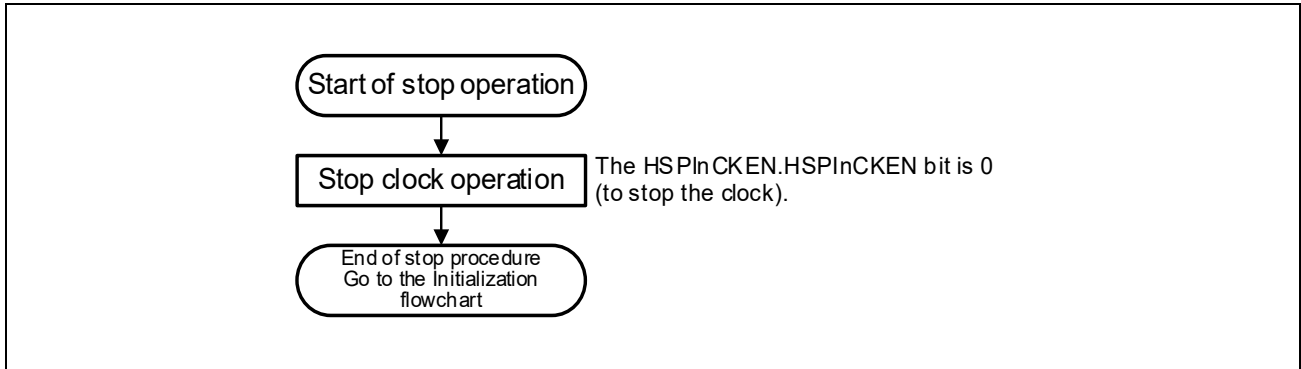 Start of stop operation
Stop clock operation
The HSPInCKEN.HSPInCKEN bit is 0
(to stop the clock).
End of stop procedure
Go to the Initialization
flowchart